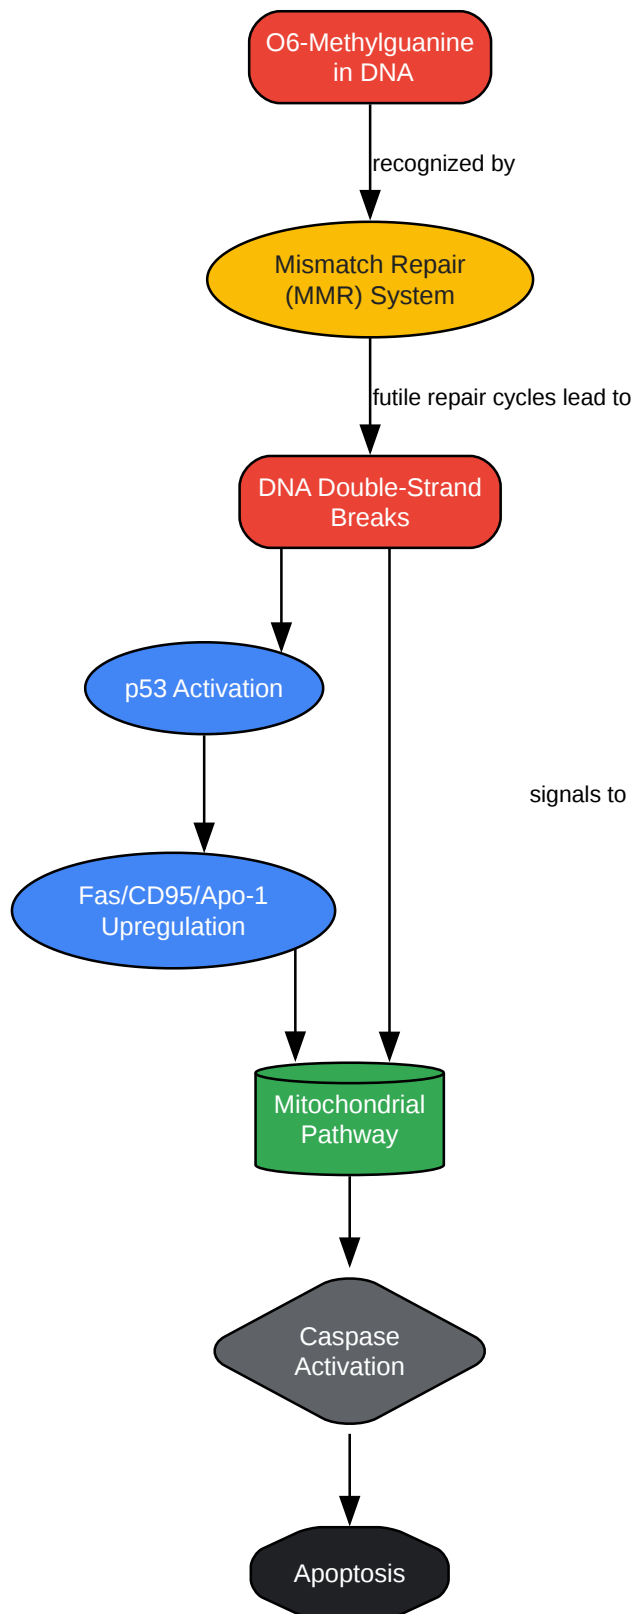 O6-Methylguanine
in DNA
recognized by
Mismatch Repair
(MMR) System
futile repair cycles lead to
DNA Double-Strand
Breaks
p53 Activation
signals to
Fas/CD95/Apo-1
Upregulation
Mitochondrial
Pathway
Caspase
Activation
Apoptosis